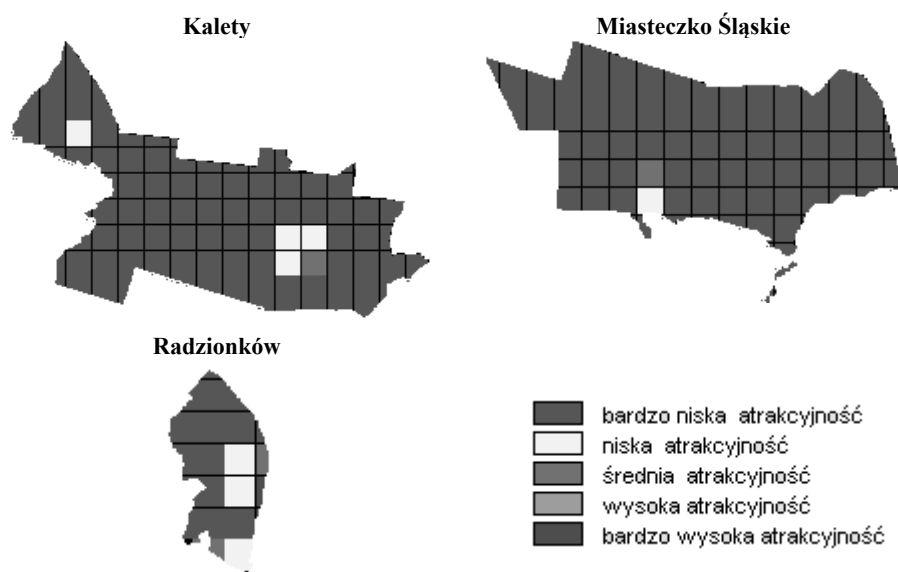 Kalety
Miasteczko Śląskie
Radzionków
bardzo niska atrakcyjność
niska atrakcyjność
średnia atrakcyjność
wysoka atrakcyjność
bardzo wysoka atrakcyjność